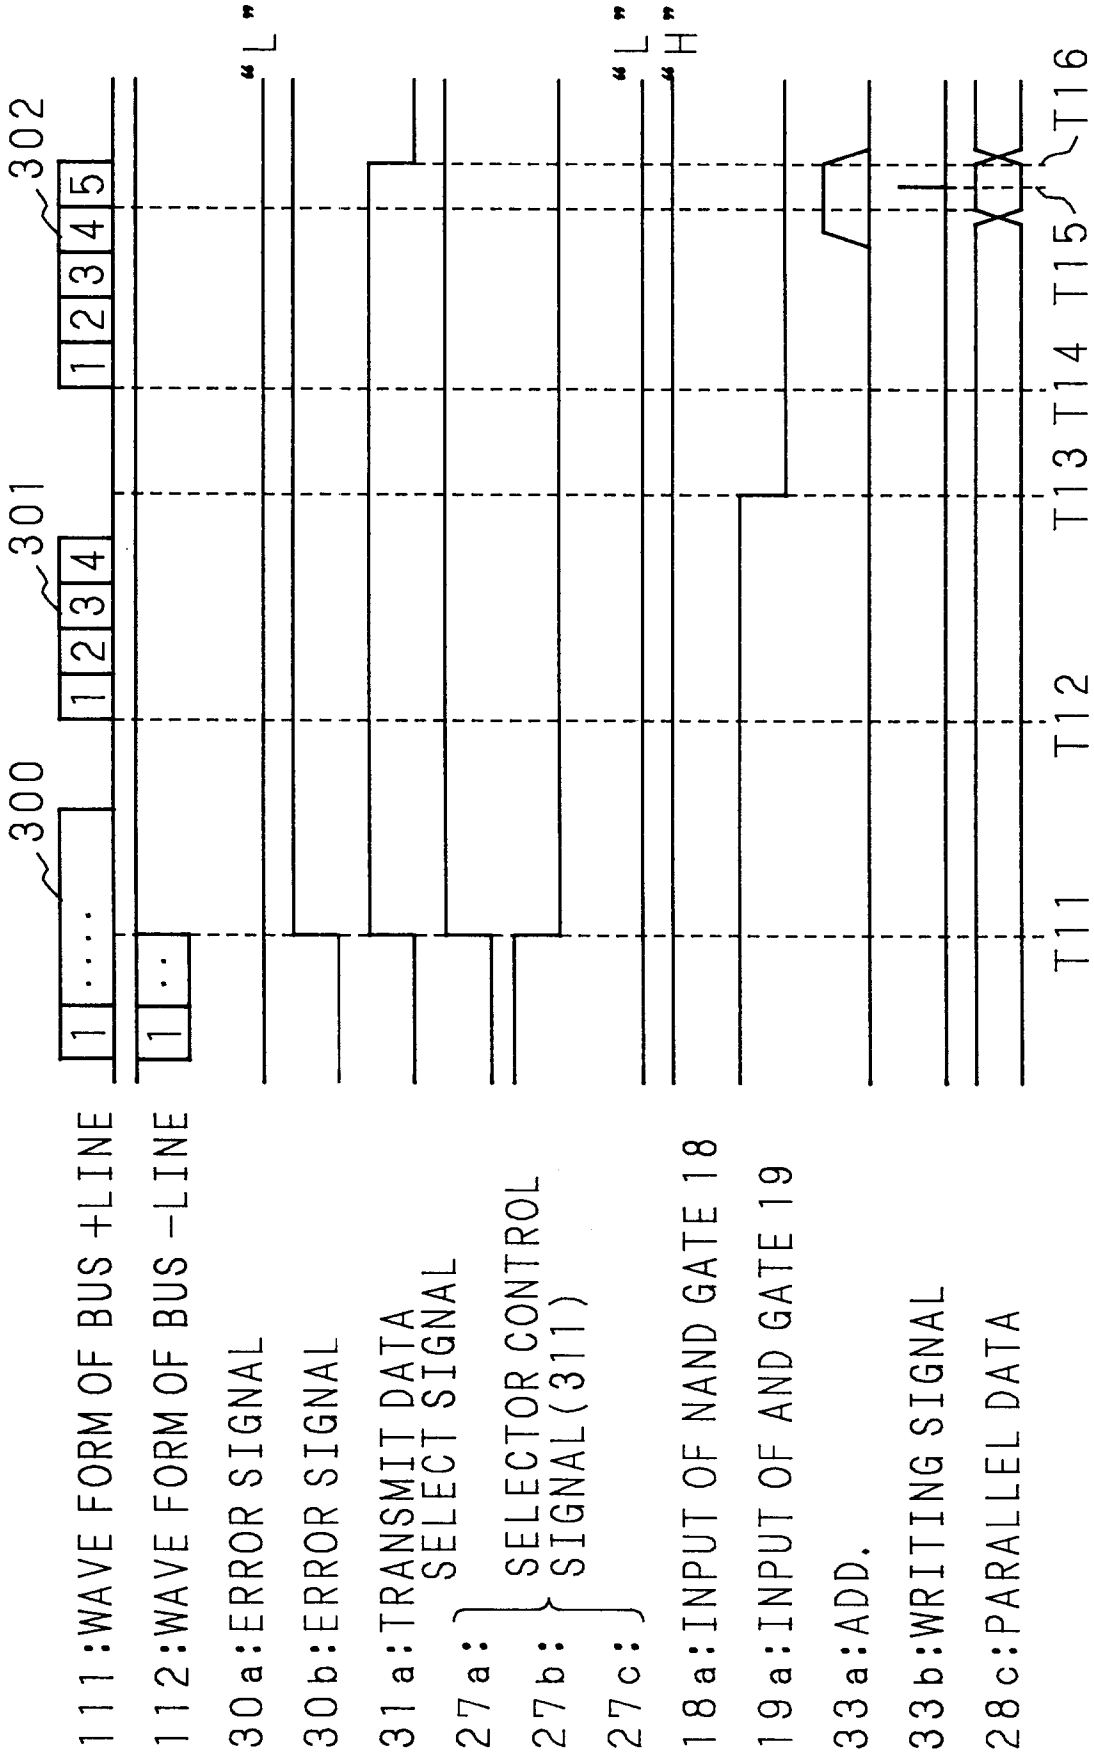 300
301
302
111:WAVE FORM OF BUS +LINE
1 ....
1 2 3 4
1 2 3 4 5
112:WAVE FORM OF BUS -LINE
1 ..
30a:ERROR SIGNAL
"L"
30b:ERROR SIGNAL
31a:TRANSMIT DATA
SELECT SIGNAL
27a:
27b:
27c:
SELECTOR CONTROL
SIGNAL(311)
"L"
18a:INPUT OF NAND GATE 18
"H"
19a:INPUT OF AND GATE 19
33a:ADD.
33b:WRITING SIGNAL
28c:PARALLEL DATA
T11
T12
T13
T14
T15
T16